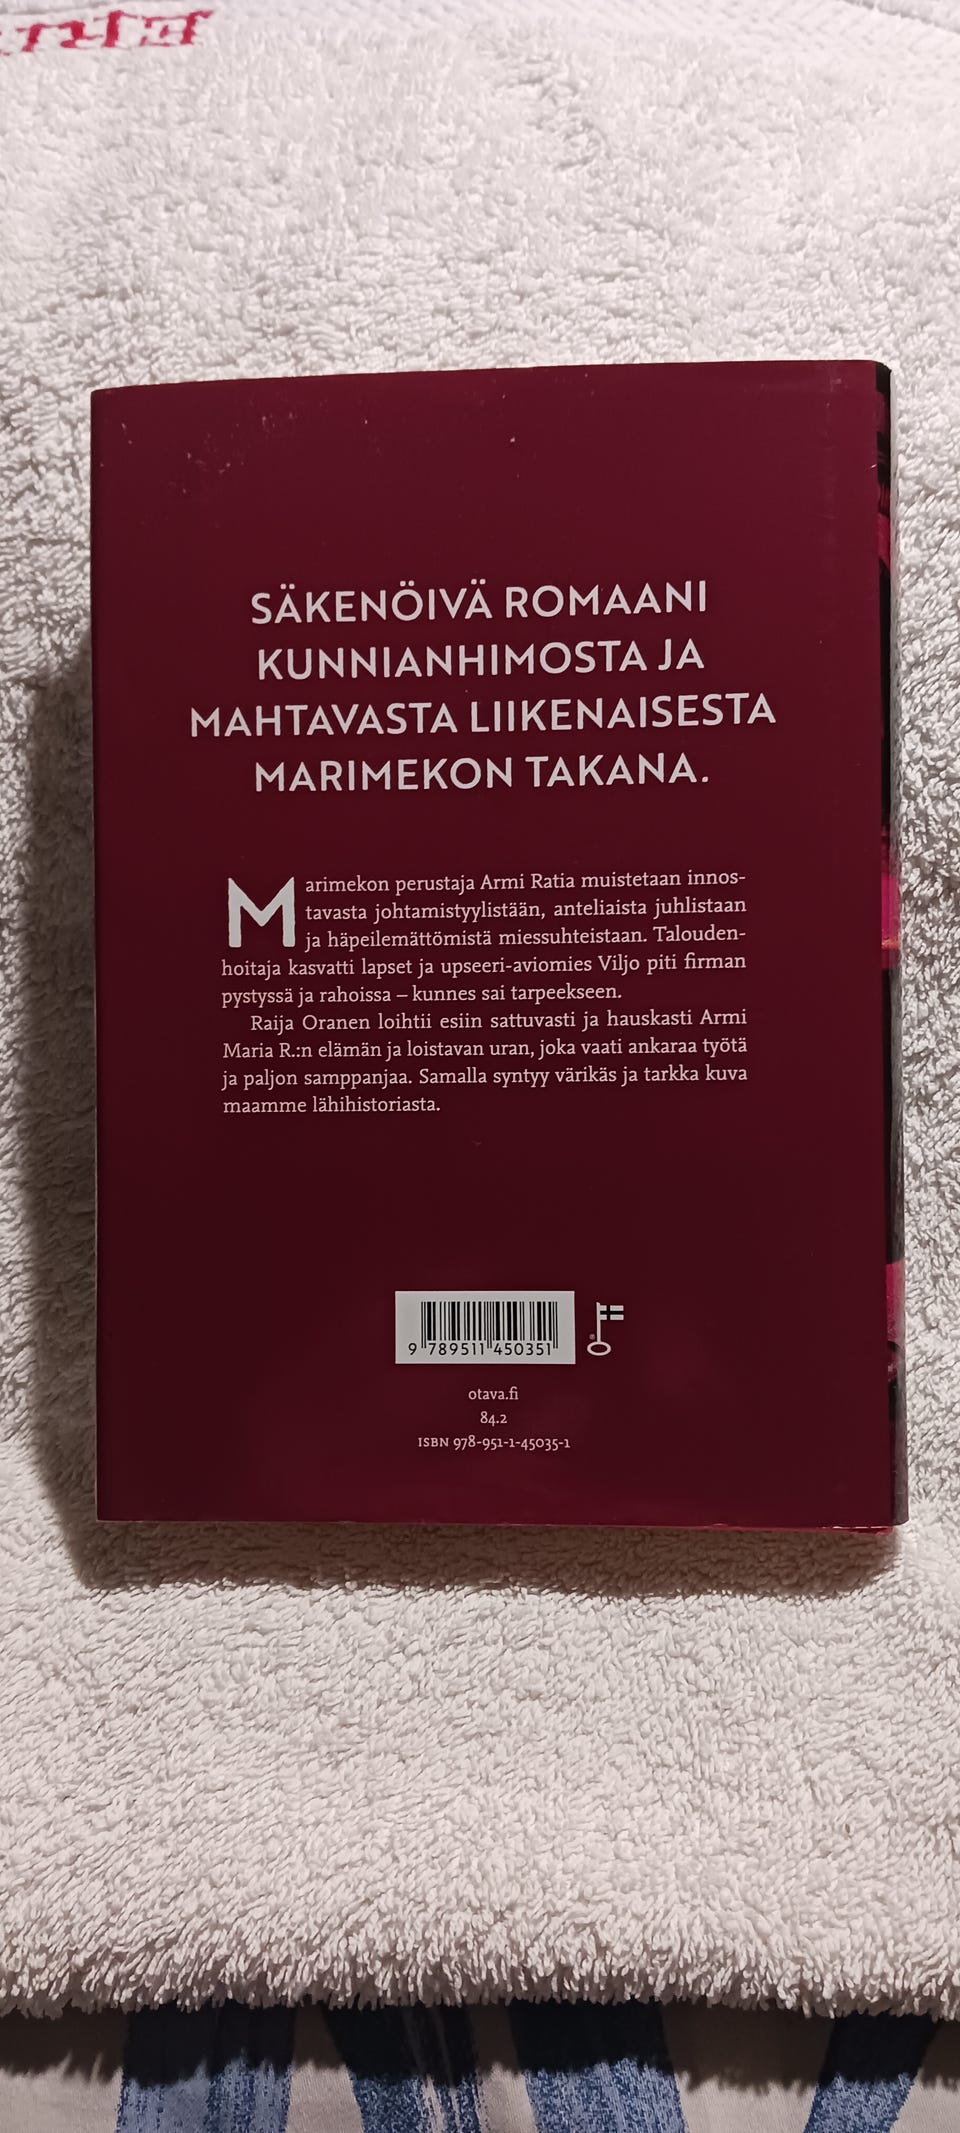 SÄKENÖIVÄ ROMAANI
KUNNIANHIMOSTA JA
MAHTAVASTA LIIKENAISESTA
MARIMEKON TAKANA.
Marimekon perustaja Armi Ratia muistetaan innos-
tavasta johtamistyylistään, anteliaista juhlistaan
ja häpeilemättömistä miessuhteistaan. Talouden-
hoitaja kasvatti lapset ja upseeri-aviomies Viljo piti firman
pystyssä ja rahoissa – kunnes sai tarpeekseen.
Raija Oranen loihtii esiin sattuvasti ja hauskasti Armi
Maria R.:n elämän ja loistavan uran, joka vaati ankaraa työtä
ja paljon samppanjaa. Samalla syntyy värikäs ja tarkka kuva
maamme lähihistoriasta.
9 789511 450351
otava.fi
84.2
ISBN 978-951-1-45035-1